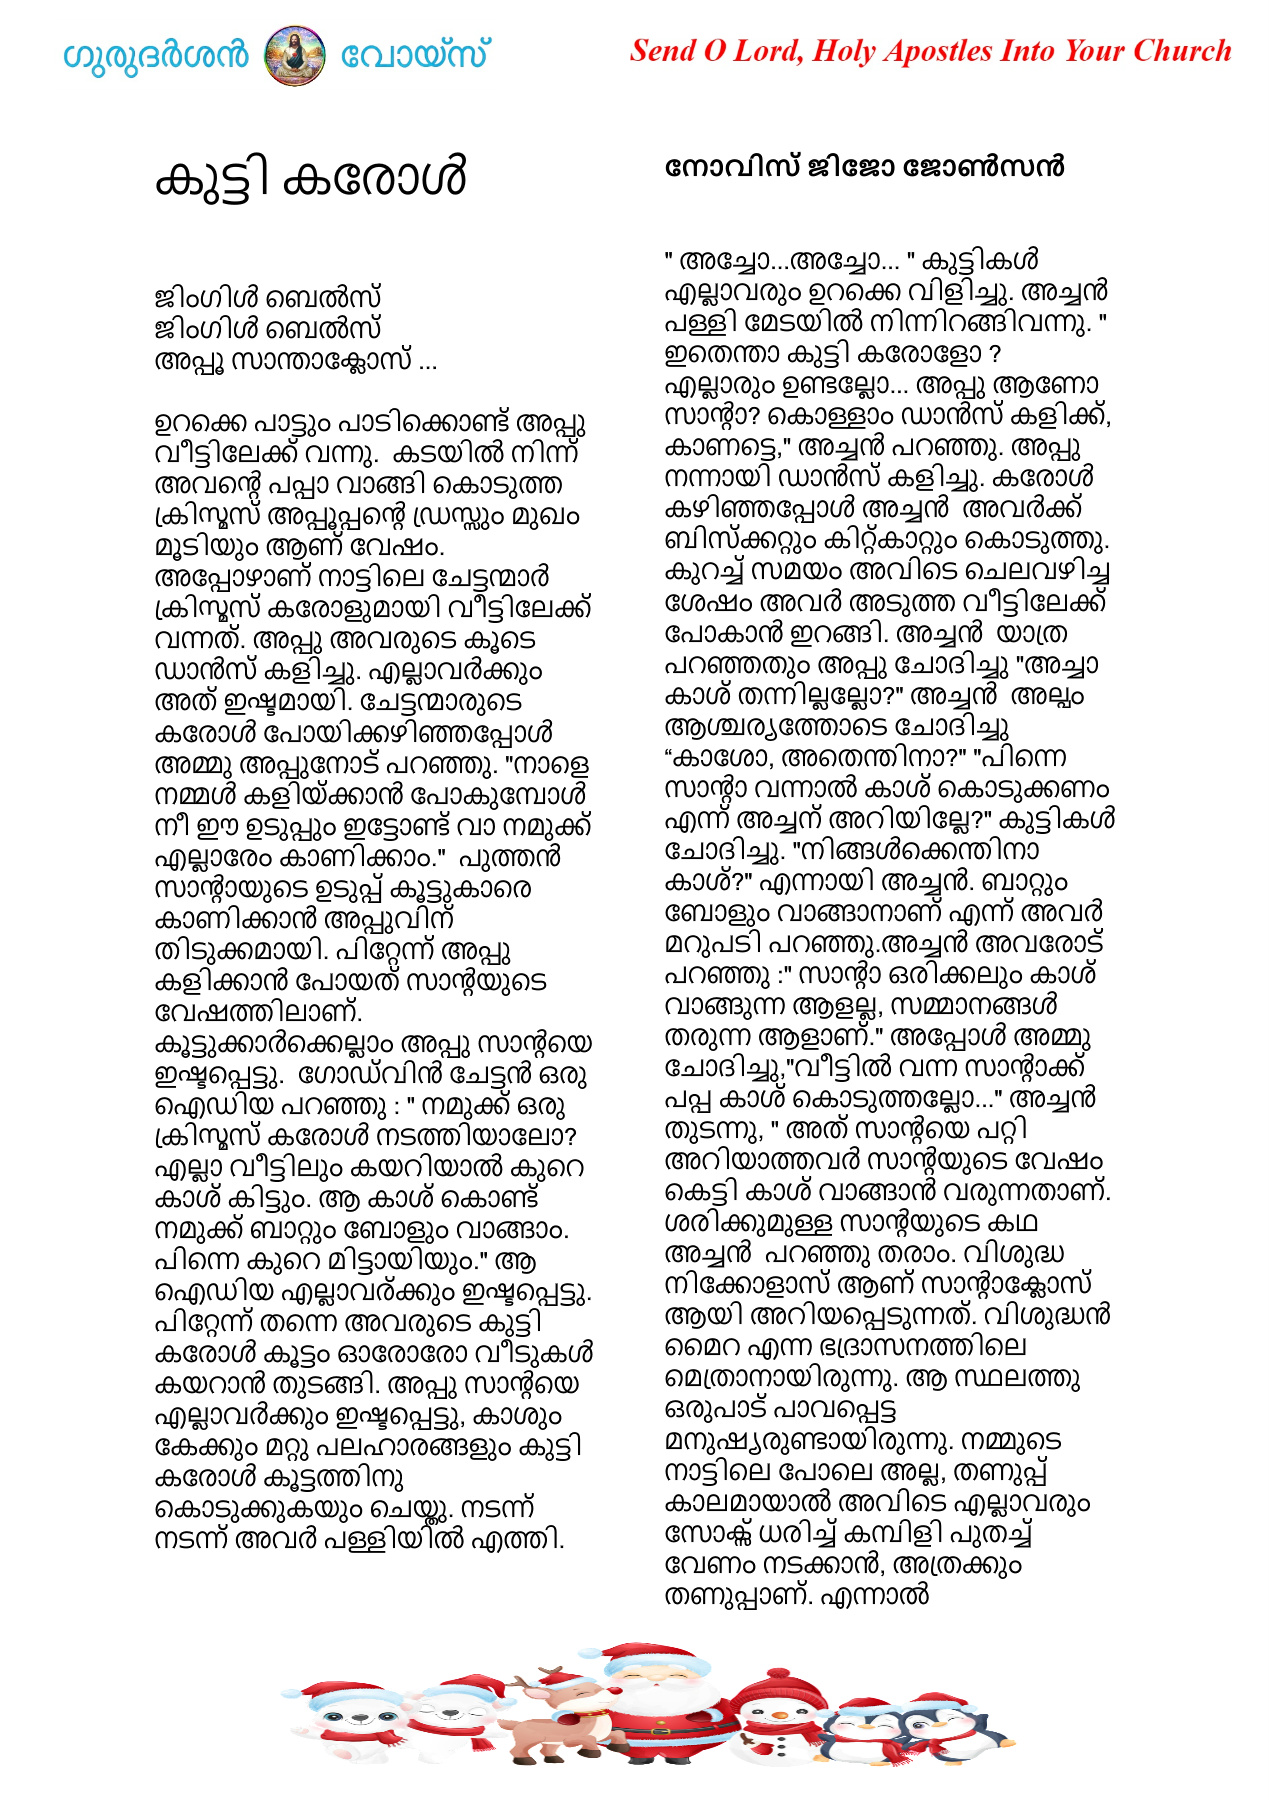 ഗുരുദർശൻ വോയ്സ്
Send O Lord, Holy Apostles Into Your Church
കുട്ടി കരോൾ
ജിംഗിൾ ബെൽസ്
ജിംഗിൾ ബെൽസ്
അപ്പൂ സാന്താക്ലോസ് ...
ഉറക്കെ പാട്ടും പാടിക്കൊണ്ട് അപ്പു
വീട്ടിലേക്ക് വന്നു. കടയിൽ നിന്ന്
അവന്റെ പപ്പാ വാങ്ങി കൊടുത്ത
ക്രിസ്മസ് അപ്പൂപ്പന്റെ ഡ്രസ്സും മുഖം
മൂടിയും ആണ് വേഷം.
അപ്പോഴാണ് നാട്ടിലെ ചേട്ടന്മാർ
ക്രിസ്മസ് കരോളുമായി വീട്ടിലേക്ക്
വന്നത്. അപ്പു അവരുടെ കൂടെ
ഡാൻസ് കളിച്ചു. എല്ലാവർക്കും
അത് ഇഷ്ടമായി. ചേട്ടന്മാരുടെ
കരോൾ പോയിക്കഴിഞ്ഞപ്പോൾ
അമ്മു അപ്പുനോട് പറഞ്ഞു. "നാളെ
നമ്മൾ കളിയ്ക്കാൻ പോകുമ്പോൾ
നീ ഈ ഉടുപ്പും ഇട്ടോണ്ട് വാ നമുക്ക്
എല്ലാരേം കാണിക്കാം." പുത്തൻ
സാന്റായുടെ ഉടുപ്പ് കൂട്ടുകാരെ
കാണിക്കാൻ അപ്പുവിന്
തിടുക്കമായി. പിറ്റേന്ന് അപ്പു
കളിക്കാൻ പോയത് സാന്റയുടെ
വേഷത്തിലാണ്.
കൂട്ടുക്കാർക്കെല്ലാം അപ്പു സാന്റയെ
ഇഷ്ടപ്പെട്ടു. ഗോഡ്‌വിൻ ചേട്ടൻ ഒരു
ഐഡിയ പറഞ്ഞു : " നമുക്ക് ഒരു
ക്രിസ്മസ് കരോൾ നടത്തിയാലോ?
എല്ലാ വീട്ടിലും കയറിയാൽ കുറെ
കാശ് കിട്ടും. ആ കാശ് കൊണ്ട്
നമുക്ക് ബാറ്റും ബോളും വാങ്ങാം.
പിന്നെ കുറെ മിട്ടായിയും." ആ
ഐഡിയ എല്ലാവര്ക്കും ഇഷ്ടപ്പെട്ടു.
പിറ്റേന്ന് തന്നെ അവരുടെ കുട്ടി
കരോൾ കൂട്ടം ഓരോരോ വീടുകൾ
കയറാൻ തുടങ്ങി. അപ്പു സാന്റയെ
എല്ലാവർക്കും ഇഷ്ടപ്പെട്ടു, കാശും
കേക്കും മറ്റു പലഹാരങ്ങളും കുട്ടി
കരോൾ കൂട്ടത്തിനു
കൊടുക്കുകയും ചെയ്തു. നടന്ന്
നടന്ന് അവർ പള്ളിയിൽ എത്തി.
നോവിസ് ജിജോ ജോൺസൻ
" അച്ചോ...അച്ചോ... " കുട്ടികൾ
എല്ലാവരും ഉറക്കെ വിളിച്ചു. അച്ചൻ
പള്ളി മേടയിൽ നിന്നിറങ്ങിവന്നു. "
ഇതെന്താ കുട്ടി കരോളോ ?
എല്ലാരും ഉണ്ടല്ലോ... അപ്പു ആണോ
സാന്റാ? കൊള്ളാം ഡാൻസ് കളിക്ക്,
കാണട്ടെ," അച്ചൻ പറഞ്ഞു. അപ്പു
നന്നായി ഡാൻസ് കളിച്ചു. കരോൾ
കഴിഞ്ഞപ്പോൾ അച്ചൻ അവർക്ക്
ബിസ്ക്കറ്റും കിറ്റ്കാറ്റും കൊടുത്തു.
കുറച്ച് സമയം അവിടെ ചെലവഴിച്ച
ശേഷം അവർ അടുത്ത വീട്ടിലേക്ക്
പോകാൻ ഇറങ്ങി. അച്ചൻ യാത്ര
പറഞ്ഞതും അപ്പു ചോദിച്ചു "അച്ചാ
കാശ് തന്നില്ലല്ലോ?" അച്ചൻ അല്പം
ആശ്ചര്യത്തോടെ ചോദിച്ചു
“കാശോ, അതെന്തിനാ?" "പിന്നെ
സാന്റാ വന്നാൽ കാശ് കൊടുക്കണം
എന്ന് അച്ചന് അറിയില്ലേ?" കുട്ടികൾ
ചോദിച്ചു. "നിങ്ങൾക്കെന്തിനാ
കാശ്?" എന്നായി അച്ചൻ. ബാറ്റും
ബോളും വാങ്ങാനാണ് എന്ന് അവർ
മറുപടി പറഞ്ഞു.അച്ചൻ അവരോട്
പറഞ്ഞു :" സാന്റാ ഒരിക്കലും കാശ്
വാങ്ങുന്ന ആളല്ല, സമ്മാനങ്ങൾ
തരുന്ന ആളാണ്." അപ്പോൾ അമ്മു
ചോദിച്ചു,"വീട്ടിൽ വന്ന സാന്റാക്ക്
പപ്പ കാശ് കൊടുത്തല്ലോ..." അച്ചൻ
തുടന്നു, " അത് സാന്റയെ പറ്റി
അറിയാത്തവർ സാന്റയുടെ വേഷം
കെട്ടി കാശ് വാങ്ങാൻ വരുന്നതാണ്.
ശരിക്കുമുള്ള സാന്റയുടെ കഥ
അച്ചൻ പറഞ്ഞു തരാം. വിശുദ്ധ
നിക്കോളാസ് ആണ് സാന്റാക്ലോസ്
ആയി അറിയപ്പെടുന്നത്. വിശുദ്ധൻ
മൈറ എന്ന ഭദ്രാസനത്തിലെ
മെത്രാനായിരുന്നു. ആ സ്ഥലത്തു
ഒരുപാട് പാവപ്പെട്ട
മനുഷ്യരുണ്ടായിരുന്നു. നമ്മുടെ
നാട്ടിലെ പോലെ അല്ല, തണുപ്പ്
കാലമായാൽ അവിടെ എല്ലാവരും
സോക്സ് ധരിച്ച് കമ്പിളി പുതച്ച്
വേണം നടക്കാൻ, അത്രക്കും
തണുപ്പാണ്. എന്നാൽ